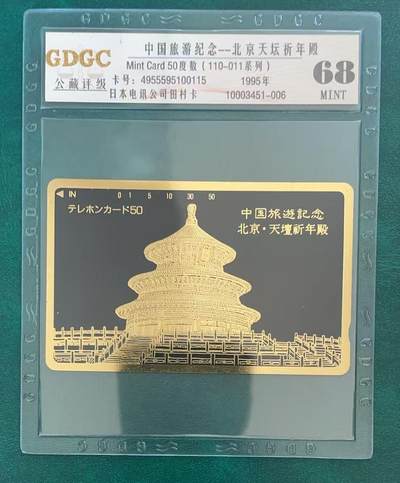 GDGC
公藏评级
中国旅游纪念--北京天坛祈年殿
Mint Card 50度数(110-011系列)
卡号:4955595100115 1995年
日本电讯公司田村卡 10003451-006
68
MINT
IN 0 1 5 10 30 50
テレホンカード50
中国旅遊記念
北京・天壇祈年殿
GDGC
GDGC
GDGC
GDGC